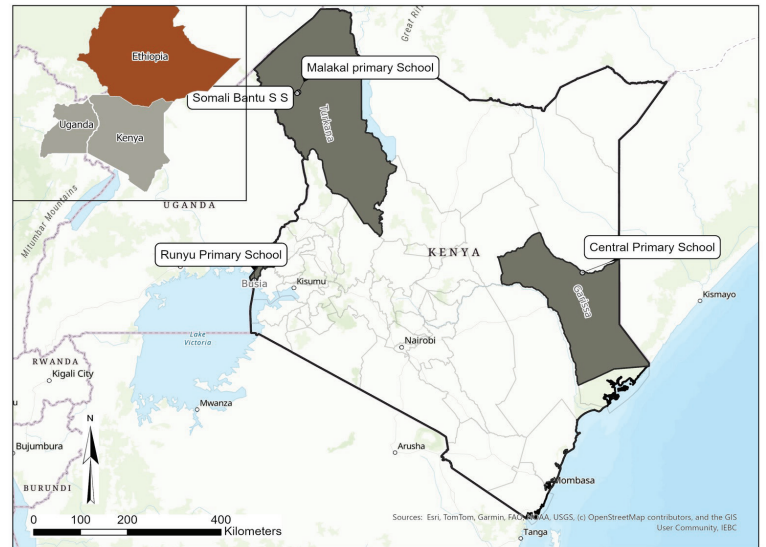 Great Rif
Malakal primary School
Ethiopia
Somali Bantu S S
Turkana
Uganda
Kenya
Mitumbar Mountains
UGANDA
KENYA
Central Primary School
Runyu Primary School
Busia
Kisumu
Garissa
Kismayo
Lake
Victoria
Nairobi
RWANDA
Kigali City
Mwanza
N
u
Bujumbura
Arusha
BURUNDI
Mombasa
0 100 200 400
Kilometers
Sources: Esri, TomTom, Garmin, FAO, NOAA, USGS, (c) OpenStreetMap contributors, and the GIS
User Community, IEBC
Tanga